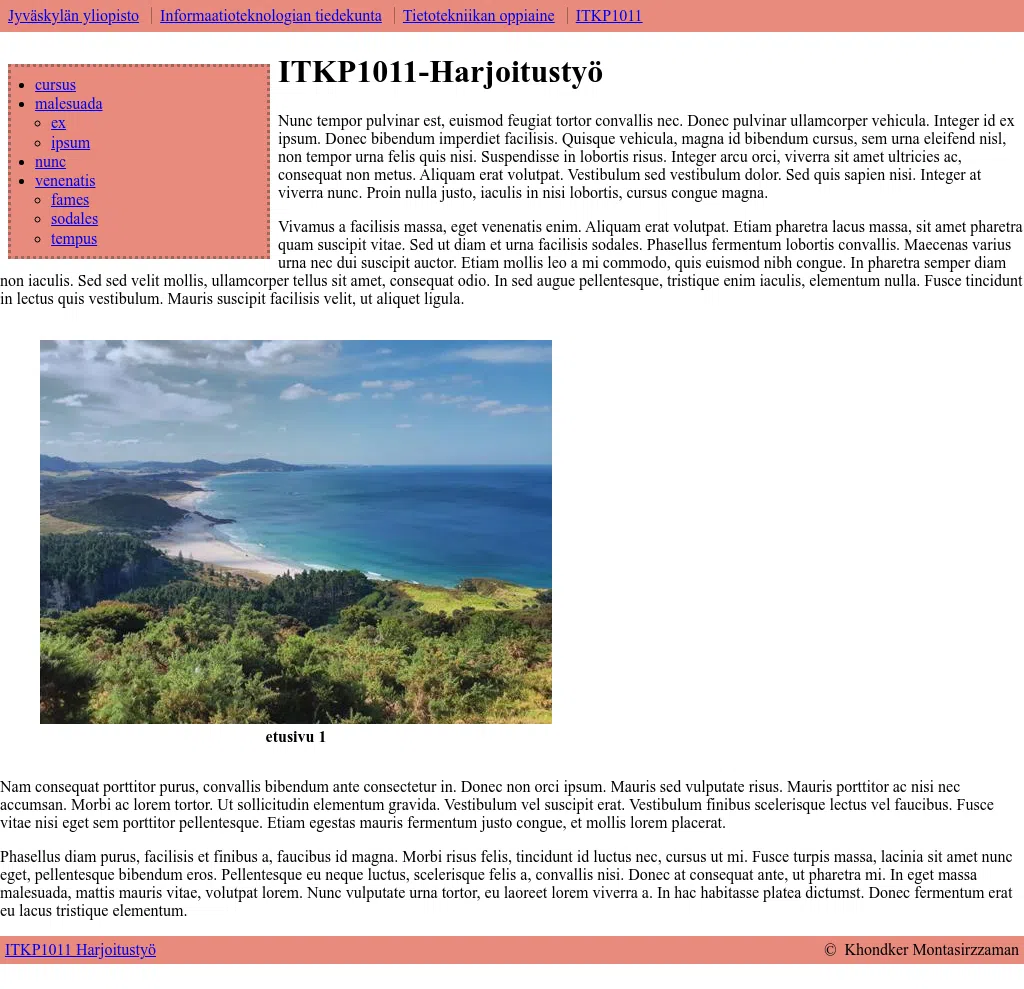 Jyväskylän yliopisto Informaatioteknologian tiedekunta Tietotekniikan oppiaine ITKP1011
cursus
malesuada
ex
ipsum
nunc
venenatis
fames
sodales
tempus
ITKP1011-Harjoitustyö
Nunc tempor pulvinar est, euismod feugiat tortor convallis nec. Donec pulvinar ullamcorper vehicula. Integer id ex
ipsum. Donec bibendum imperdiet facilisis. Quisque vehicula, magna id bibendum cursus, sem urna eleifend nisl,
non tempor urna felis quis nisi. Suspendisse in lobortis risus. Integer arcu orci, viverra sit amet ultricies ac,
consequat non metus. Aliquam erat volutpat. Vestibulum sed vestibulum dolor. Sed quis sapien nisi. Integer at
viverra nunc. Proin nulla justo, iaculis in nisi lobortis, cursus congue magna.
Vivamus a facilisis massa, eget venenatis enim. Aliquam erat volutpat. Etiam pharetra lacus massa, sit amet pharetra
quam suscipit vitae. Sed ut diam et urna facilisis sodales. Phasellus fermentum lobortis convallis. Maecenas varius
urna nec dui suscipit auctor. Etiam mollis leo a mi commodo, quis euismod nibh congue. In pharetra semper diam
non iaculis. Sed sed velit mollis, ullamcorper tellus sit amet, consequat odio. In sed augue pellentesque, tristique enim iaculis, elementum nulla. Fusce tincidunt
in lectus quis vestibulum. Mauris suscipit facilisis velit, ut aliquet ligula.
etusivu 1
Nam consequat porttitor purus, convallis bibendum ante consectetur in. Donec non orci ipsum. Mauris sed vulputate risus. Mauris porttitor ac nisi nec
accumsan. Morbi ac lorem tortor. Ut sollicitudin elementum gravida. Vestibulum vel suscipit erat. Vestibulum finibus scelerisque lectus vel faucibus. Fusce
vitae nisi eget sem porttitor pellentesque. Etiam egestas mauris fermentum justo congue, et mollis lorem placerat.
Phasellus diam purus, facilisis et finibus a, faucibus id magna. Morbi risus felis, tincidunt id luctus nec, cursus ut mi. Fusce turpis massa, lacinia sit amet nunc
eget, pellentesque bibendum eros. Pellentesque eu neque luctus, scelerisque felis a, convallis nisi. Donec at consequat ante, ut pharetra mi. In eget massa
malesuada, mattis mauris vitae, volutpat lorem. Nunc vulputate urna tortor, eu laoreet lorem viverra a. In hac habitasse platea dictumst. Donec fermentum erat
eu lacus tristique elementum.
ITKP1011 Harjoitustyö © Khondker Montasirzzaman